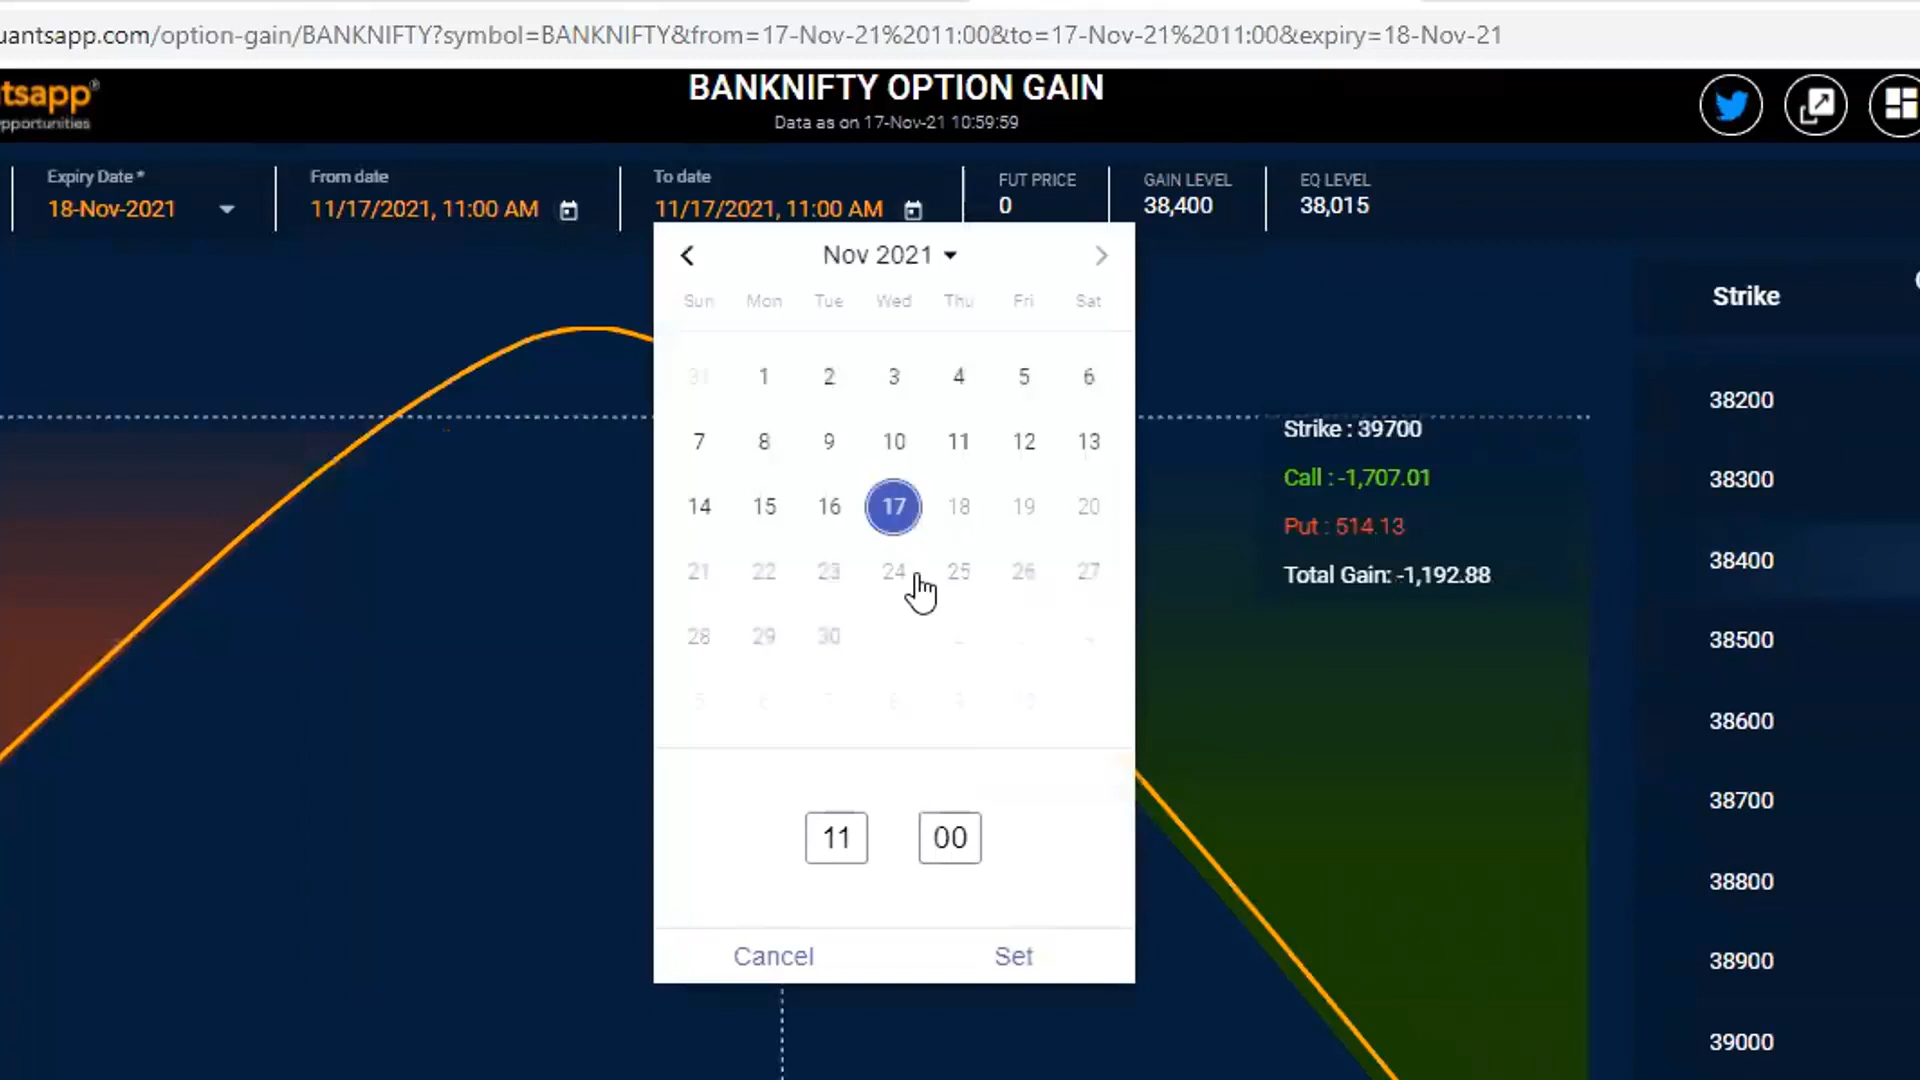 uantsapp.com/option-gain/BANKNIFTY?symbol=BANKNIFTY&from=17-Nov-21%2011:00&to=17-Nov-21%2011:00&expiry=18-Nov-21
tsapp®
pportunities
BANKNIFTY OPTION GAIN
Data as on 17-Nov-21 10:59:59
Expiry Date*
18-Nov-2021
From date
11/17/2021, 11:00 AM
To date
11/17/2021, 11:00 AM
FUT PRICE
0
GAIN LEVEL
38,400
EQ LEVEL
38,015
Nov 2021
Sun Mon Tue Wed Thu Fri Sat
31 1 2 3 4 5 6
7 8 9 10 11 12 13
14 15 16 17 18 19 20
21 22 23 24 25 26 27
28 29 30
5 6 7 8 9 10
11 00
Cancel Set
Strike : 39700
Call : -1,707.01
Put : 514.13
Total Gain: -1,192.88
Strike
38200
38300
38400
38500
38600
38700
38800
38900
39000